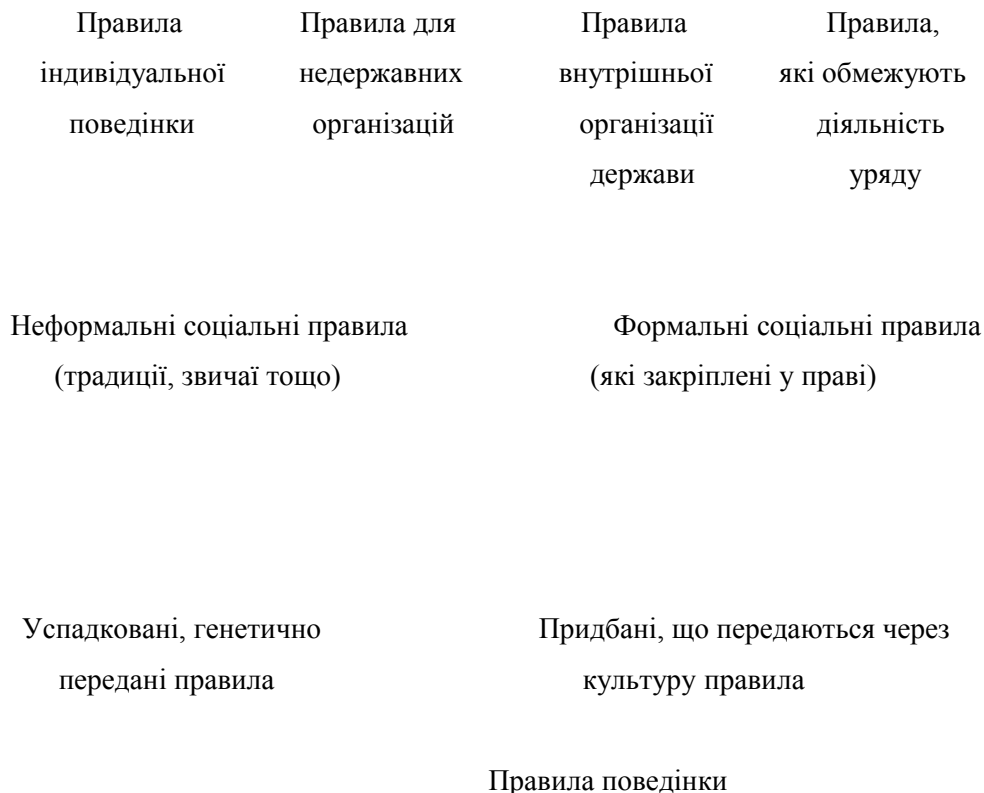 Правила
індивідуальної
поведінки
Правила для
недержавних
організацій
Правила
внутрішньої
організації
держави
Правила,
які обмежують
діяльність
уряду
Неформальні соціальні правила
(традиції, звичаї тощо)
Формальні соціальні правила
(які закріплені у праві)
Успадковані, генетично
передані правила
Придбані, що передаються через
культуру правила
Правила поведінки